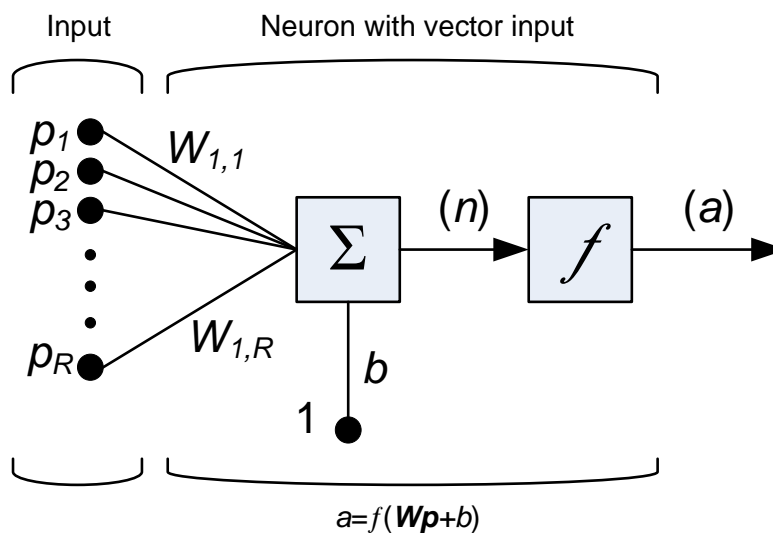 Input
Neuron with vector input
p1
W1,1
p2
p3
(n)
(a)
Σ
f
pR
W1,R
b
1
a=f(Wp+b)